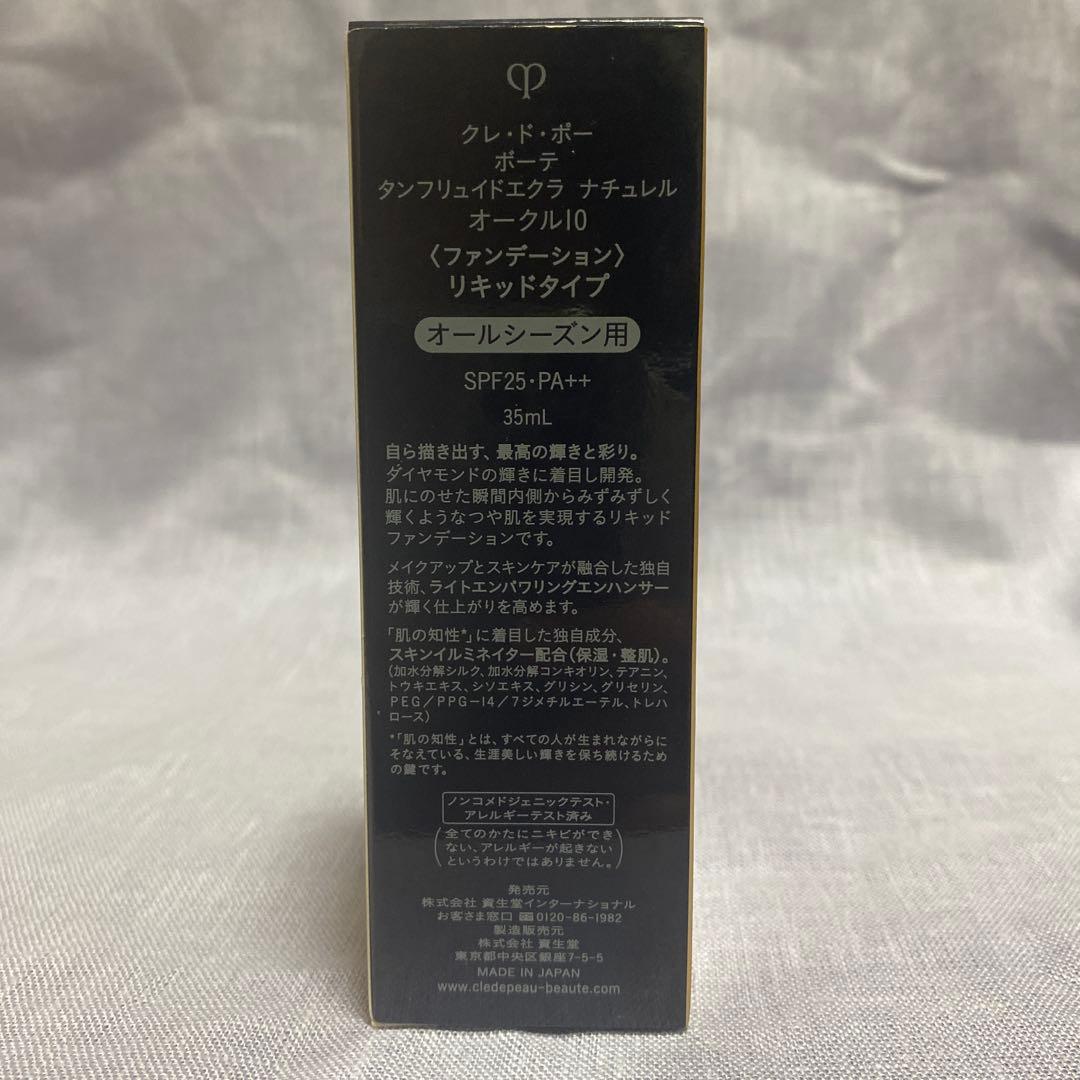 クレ・ド・ポー
ボーテ
タンフリュイドエクラ ナチュレル
オークル10
〈ファンデーション〉
リキッドタイプ
オールシーズン用
SPF25・PA++
35mL
自ら描き出す、最高の輝きと彩り。
ダイヤモンドの輝きに着目し開発。
肌にのせた瞬間内側からみずみずしく
輝くようなつや肌を実現するリキッド
ファンデーションです。
メイクアップとスキンケアが融合した独自
技術、ライトエンパワリングエンハンサー
が輝く仕上がりを高めます。
「肌の知性*」に着目した独自成分、
スキンイルミネイター配合(保湿・整肌)。
(加水分解シルク、加水分解コンキオリン、テアニン、
トウキエキス、シソエキス、グリシン、グリセリン、
PEG/PPG-14/7ジメチルエーテル、トレハ
ロース)
*「肌の知性」とは、すべての人が生まれながらに
そなえている、生涯美しい輝きを保ち続けるため
の鍵です。
ノンコメドジェニックテスト・
アレルギーテスト済み
(全てのかたにニキビができ
ない、アレルギーが起きない
というわけではありません。)
発売元
株式会社 資生堂インターナショナル
お客さま窓口 0120-86-1982
製造販売元
株式会社 資生堂
東京都中央区銀座7-5-5
MADE IN JAPAN
www.cledepeau-beaute.com